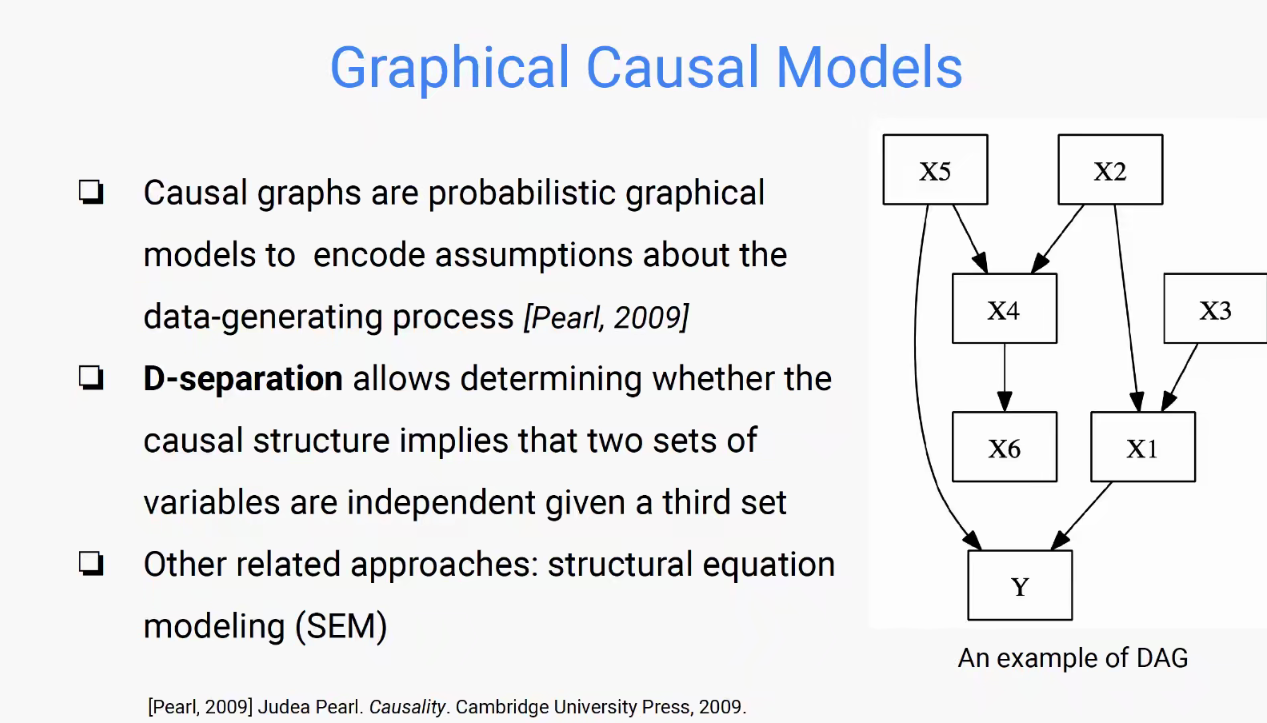 Graphical Causal Models
❏ Causal graphs are probabilistic graphical
models to encode assumptions about the
data-generating process [Pearl, 2009]
❏ D-separation allows determining whether the
causal structure implies that two sets of
variables are independent given a third set
❏ Other related approaches: structural equation
modeling (SEM)
[Pearl, 2009] Judea Pearl. Causality. Cambridge University Press, 2009.
X5 X2
X4 X3
X6 X1
Y
An example of DAG